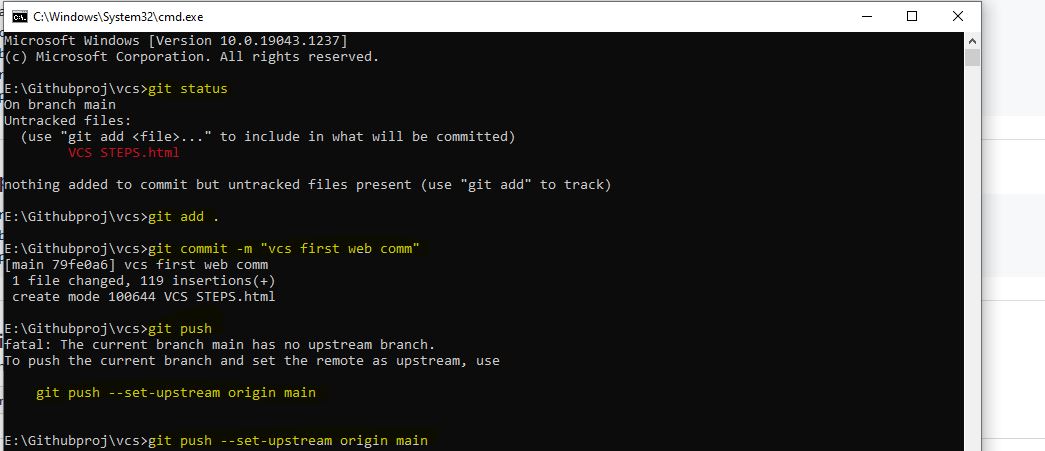 C:\Windows\System32\cmd.exe
Microsoft Windows [Version 10.0.19043.1237]
(c) Microsoft Corporation. All rights reserved.
E:\Githubproj\vcs>git status
On branch main
Untracked files:
  (use "git add <file>..." to include in what will be committed)
        VCS STEPS.html
nothing added to commit but untracked files present (use "git add" to track)
E:\Githubproj\vcs>git add .
E:\Githubproj\vcs>git commit -m "vcs first web comm"
[main 79fe0a6] vcs first web comm
 1 file changed, 119 insertions(+)
 create mode 100644 VCS STEPS.html
E:\Githubproj\vcs>git push
fatal: The current branch main has no upstream branch.
To push the current branch and set the remote as upstream, use
    git push --set-upstream origin main
E:\Githubproj\vcs>git push --set-upstream origin main